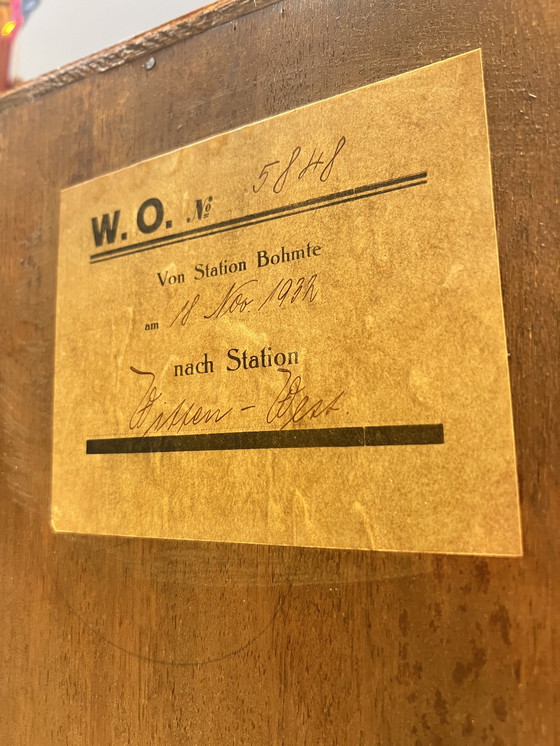 W. O. № 5848
Von Station Bohmte
am 18 Nov. 1932
nach Station
Witten - West.